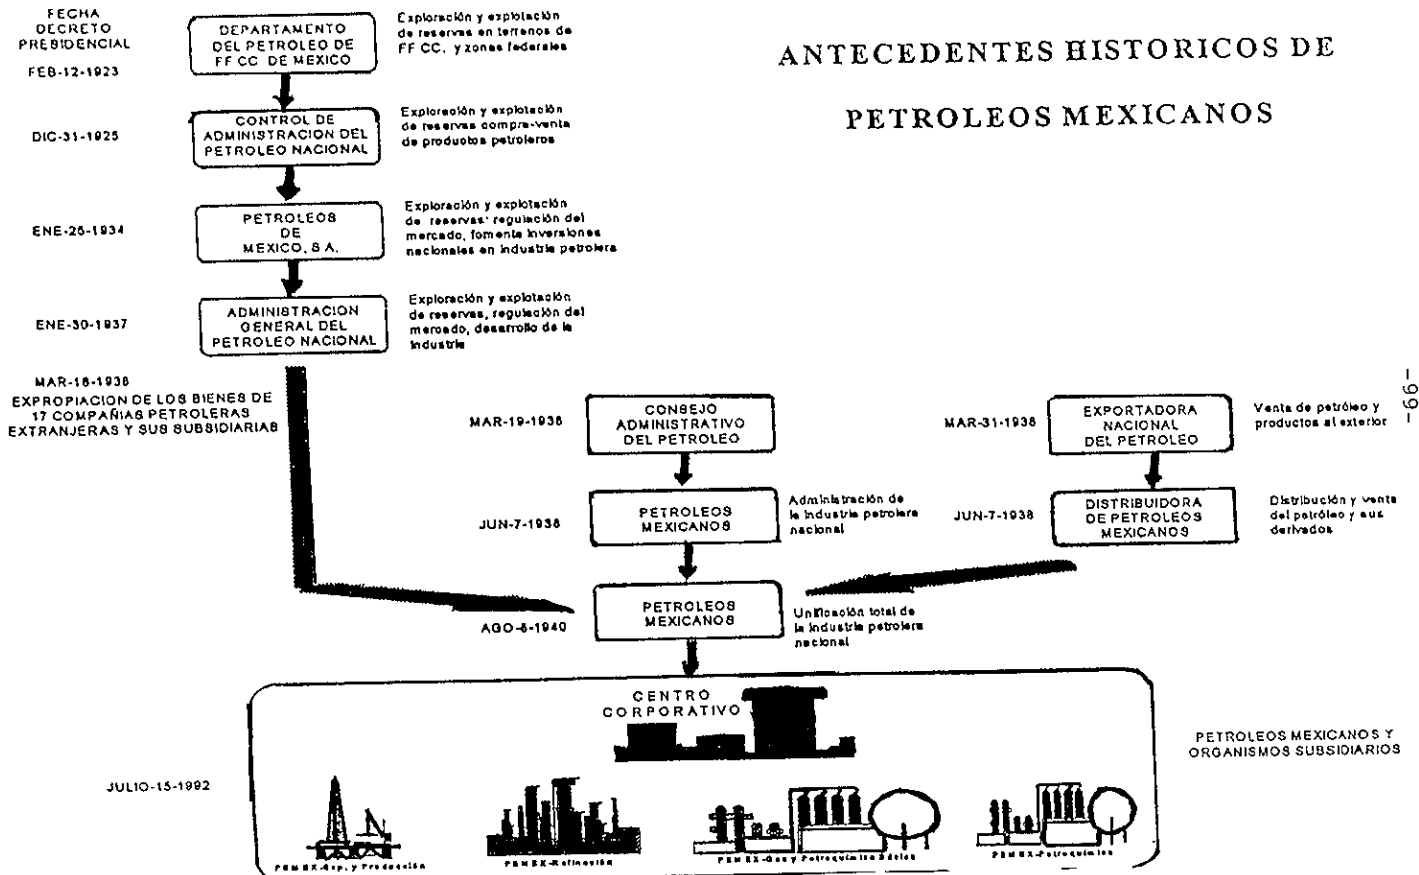 FECHA
DECRETO
PRESIDENCIAL
ANTECEDENTES HISTORICOS DE
PETROLEOS MEXICANOS
FEB-12-1923
DEPARTAMENTO
DEL PETROLEO DE
FF CC DE MEXICO
Exploración y explotación
de reservas en terrenos de
FF CC. y zonas federales
DIC-31-1925
CONTROL DE
ADMINISTRACION DEL
PETROLEO NACIONAL
Exploración y explotación
de reservas compra-venta
de productos petroleros
ENE-25-1934
PETROLEOS
DE
MEXICO, S A.
Exploración y explotación
de reservas regulación del
mercado, fomente inversiones
nacionales en industria petrolera
ENE-30-1937
ADMINISTRACION
GENERAL DEL
PETROLEO NACIONAL
Exploración y explotación
de reservas, regulación del
mercado, desarrollo de la
industria
MAR-18-1938
EXPROPIACION DE LOS BIENES DE
17 COMPAÑIAS PETROLERAS
EXTRANJERAS Y SUS SUBSIDIARIAS
MAR-19-1938
CONSEJO
ADMINISTRATIVO
DEL PETROLEO
MAR-31-1938
EXPORTADORA
NACIONAL
DEL PETROLEO
Venta de petróleo y
productos al exterior
-99-
JUN-7-1938
PETROLEOS
MEXICANOS
Administración de
la industria petrolera
nacional
JUN-7-1938
DISTRIBUIDORA
DE PETROLEOS
MEXICANOS
Distribución y venta
del petróleo y sus
derivados
AGO-8-1940
PETROLEOS
MEXICANOS
Unificación total de
la industria petrolera
nacional
CENTRO
CORPORATIVO
PETROLEOS MEXICANOS Y
ORGANISMOS SUBSIDIARIOS
JULIO-15-1992
PEMEX-Exp. y Producción
PEMEX-Refinación
PEMEX-Gas y Petroquímica Básica
PEMEX-Petroquímica